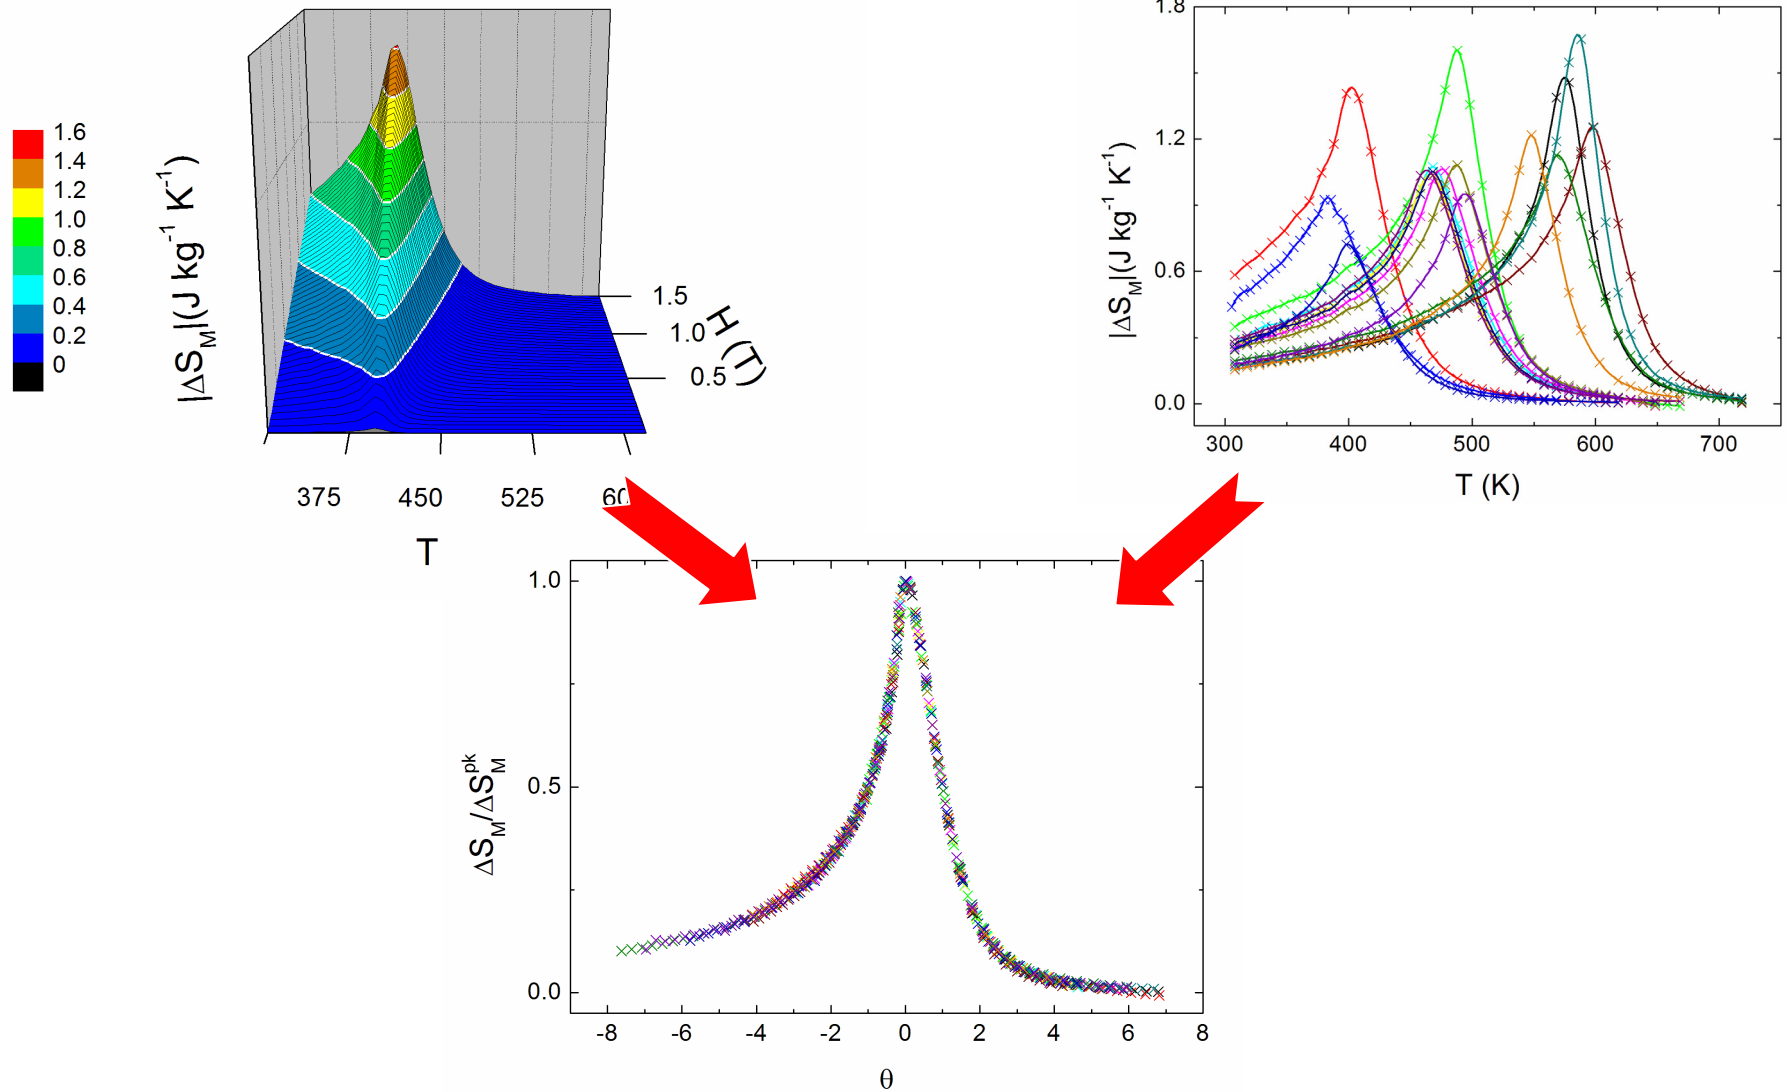 1.6
1.4
1.2
1.0
0.8
0.6
0.4
0.2
0
|ΔS_M|(J kg⁻¹ K⁻¹)
1.5
1.0
0.5
H (T)
375 450 525 60
T
1.8
1.2
0.6
0.0
|ΔS_M|(J kg⁻¹ K⁻¹)
300 400 500 600 700
T (K)
1.0
0.5
0.0
ΔS_M/ΔS_M^pk
-8 -6 -4 -2 0 2 4 6 8
θ